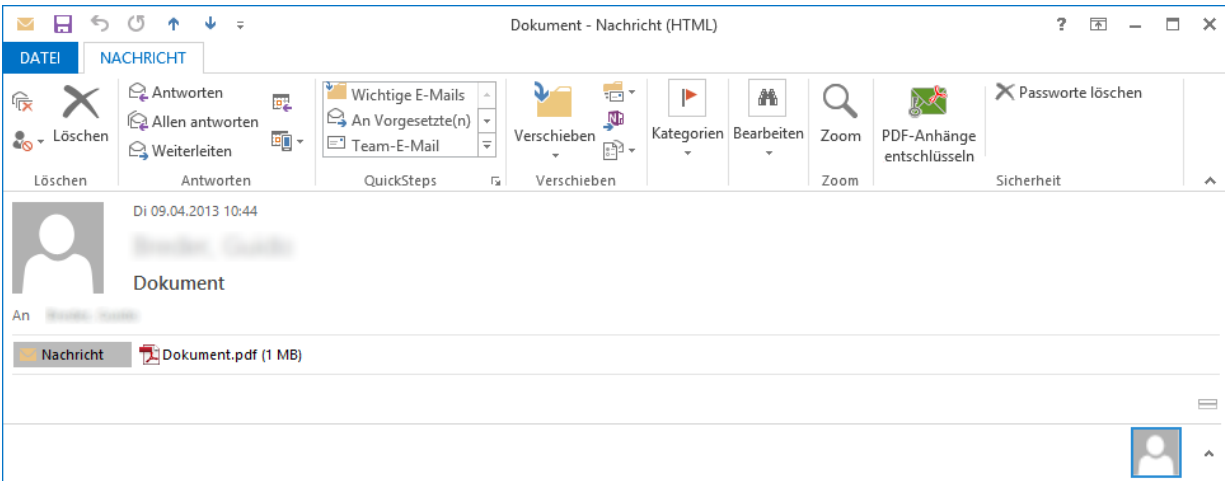 Dokument - Nachricht (HTML)
?
DATEI NACHRICHT
Löschen
Antworten
Allen antworten
Weiterleiten
Wichtige E-Mails
An Vorgesetzte(n)
Team-E-Mail
Verschieben
Kategorien
Bearbeiten
Zoom
PDF-Anhänge
entschlüsseln
Passworte löschen
Löschen Antworten QuickSteps Verschieben Zoom Sicherheit
Di 09.04.2013 10:44
Dokument
An
Nachricht Dokument.pdf (1 MB)